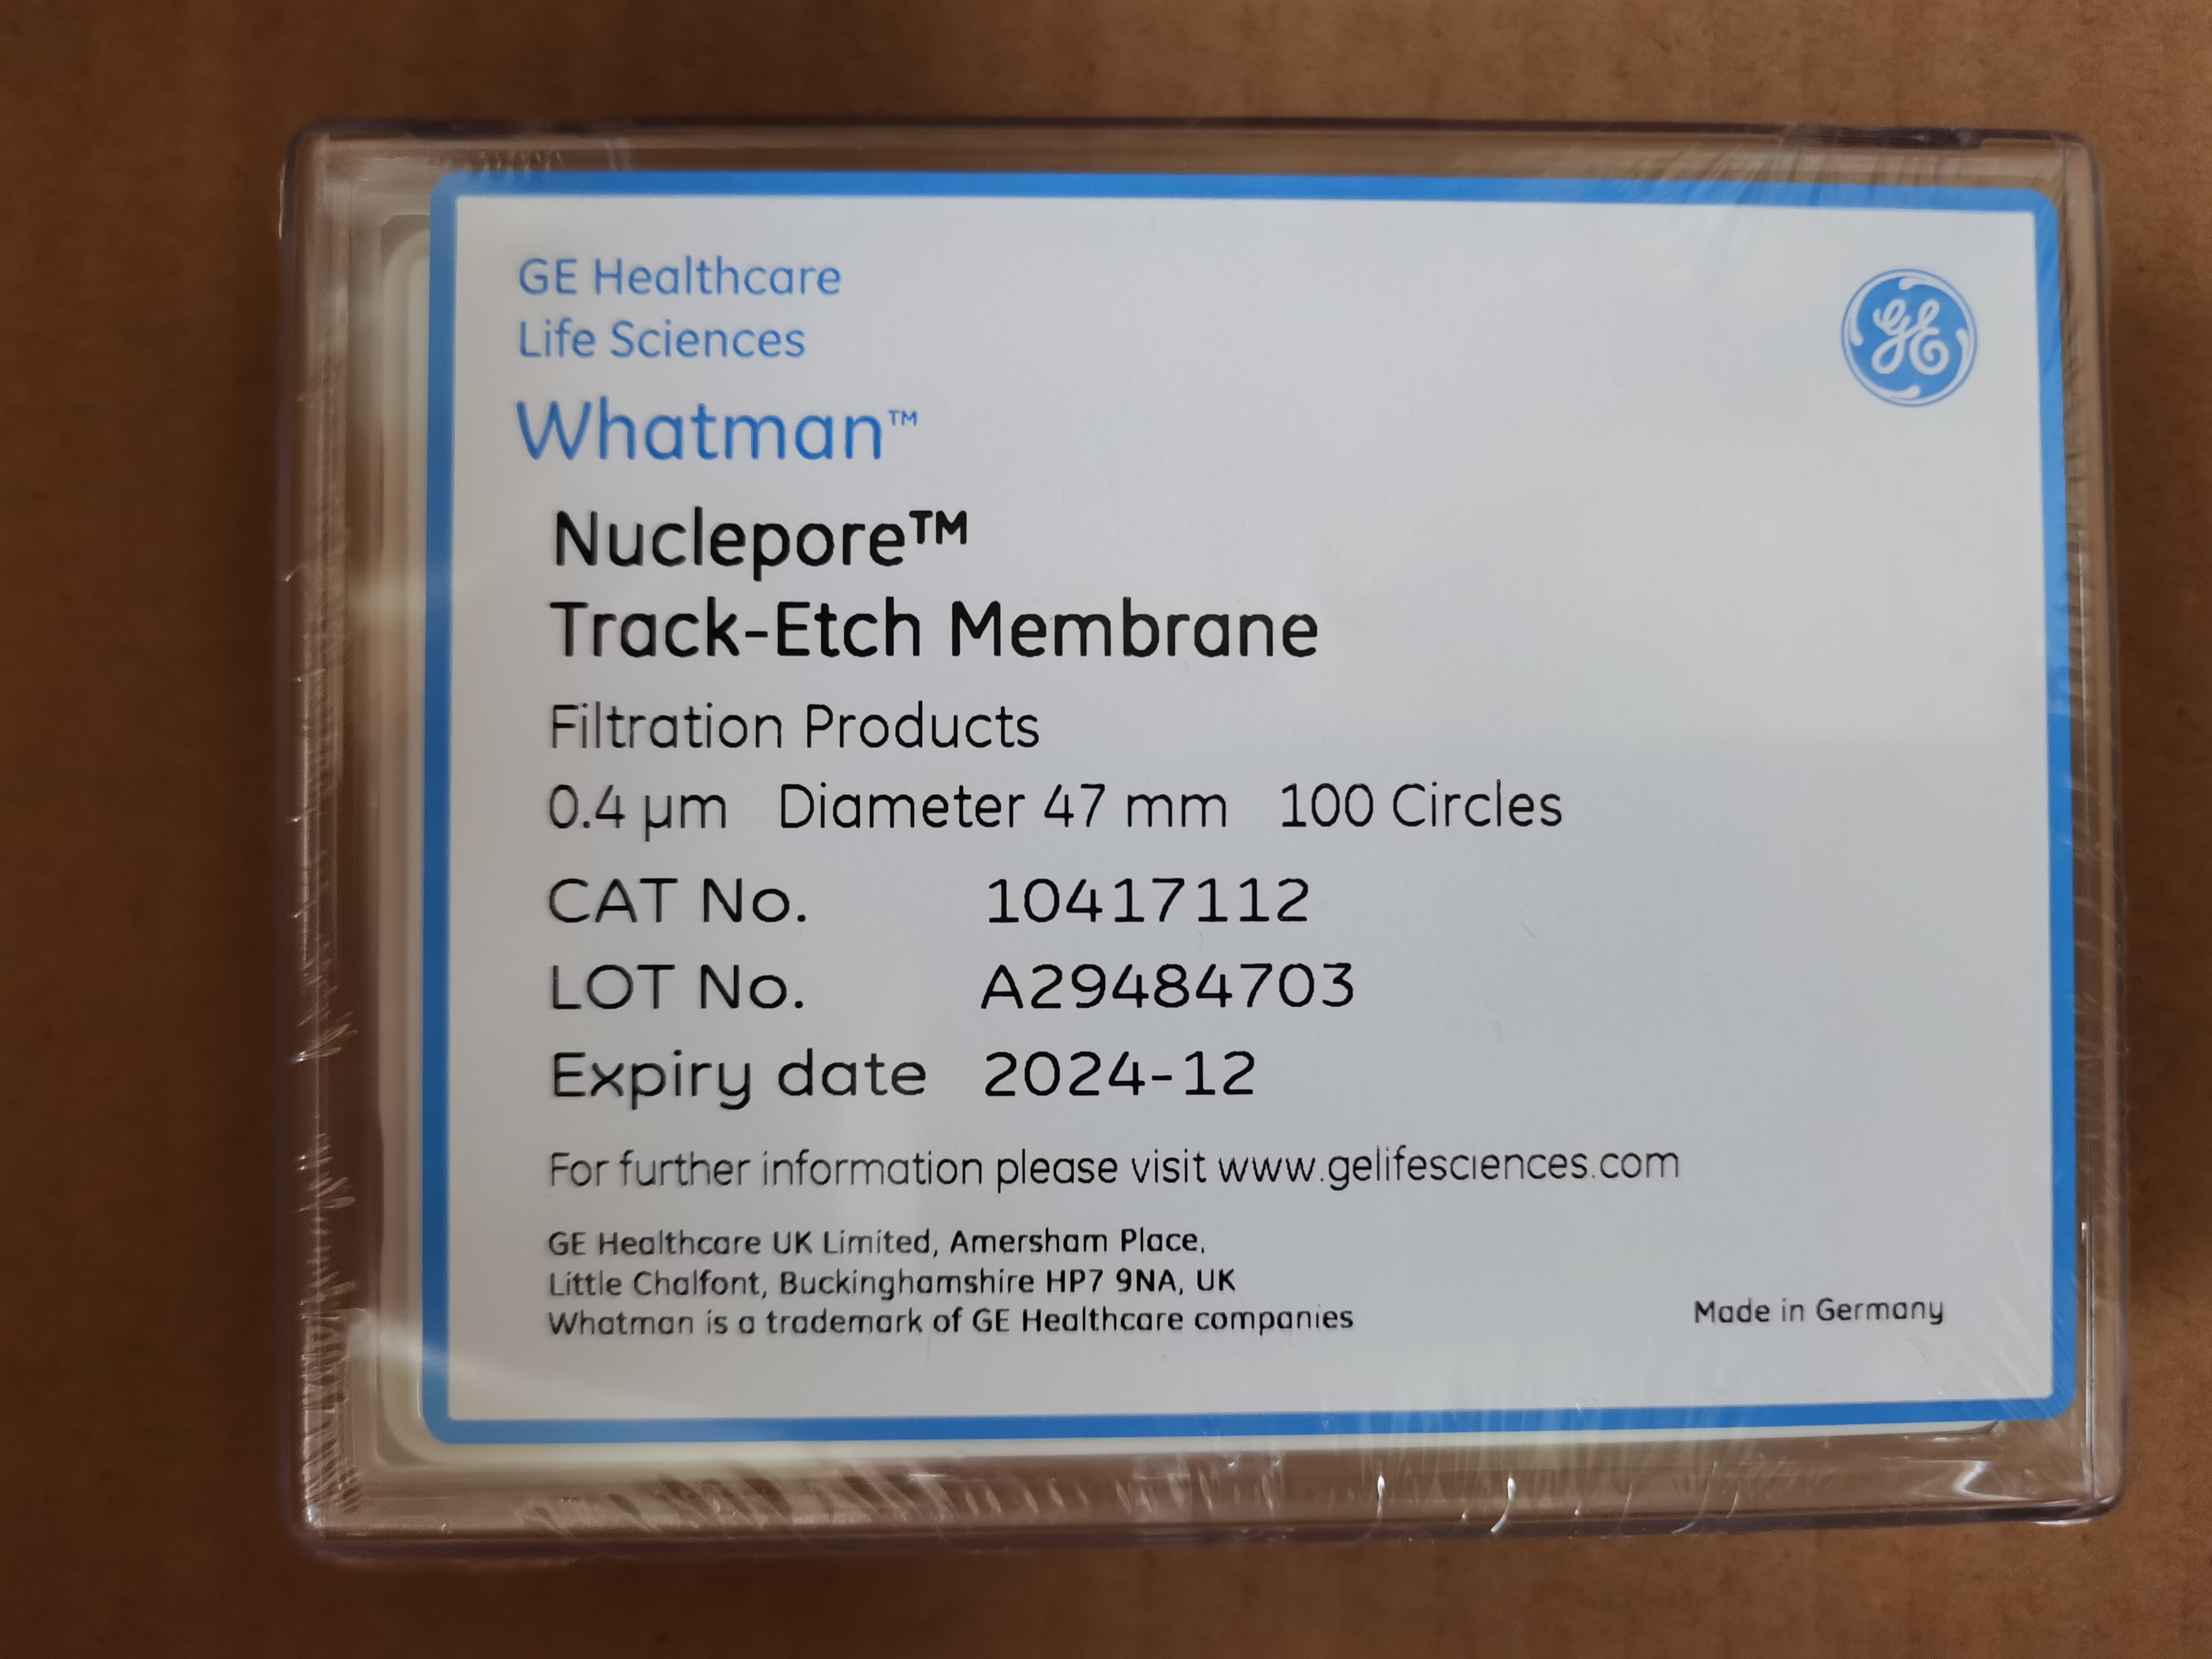 GE Healthcare
Life Sciences
GE
Whatman™
Nuclepore™
Track-Etch Membrane
Filtration Products
0.4 µm Diameter 47 mm 100 Circles
CAT No. 10417112
LOT No. A29484703
Expiry date 2024-12
For further information please visit www.gelifesciences.com
GE Healthcare UK Limited, Amersham Place,
Little Chalfont, Buckinghamshire HP7 9NA, UK
Whatman is a trademark of GE Healthcare companies
Made in Germany